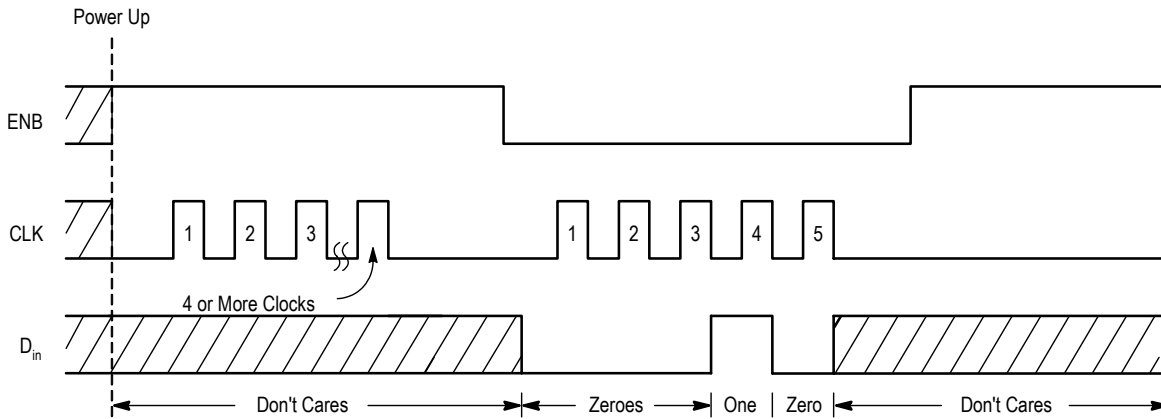 Power Up
ENB
CLK
1 2 3 1 2 3 4 5
4 or More Clocks
Din
Don't Cares Zeroes One Zero Don't Cares